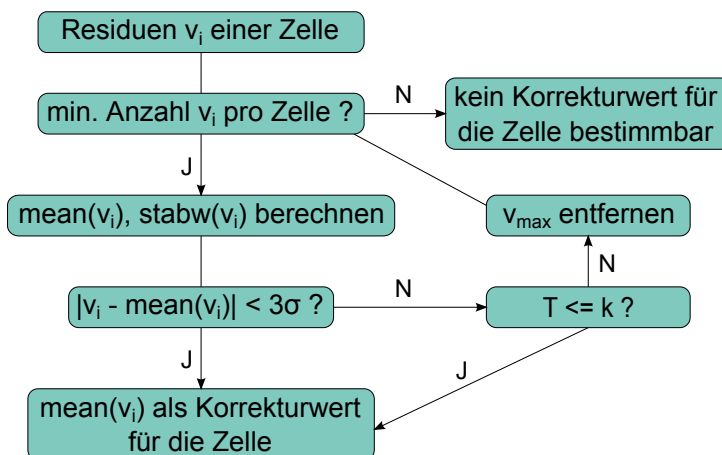 Residuen vᵢ einer Zelle
min. Anzahl vᵢ pro Zelle ?
N
kein Korrekturwert für
die Zelle bestimmbar
J
mean(vᵢ), stabw(vᵢ) berechnen
v_max entfernen
N
|vᵢ - mean(vᵢ)| < 3σ ?
N
T <= k ?
J
J
mean(vᵢ) als Korrekturwert
für die Zelle